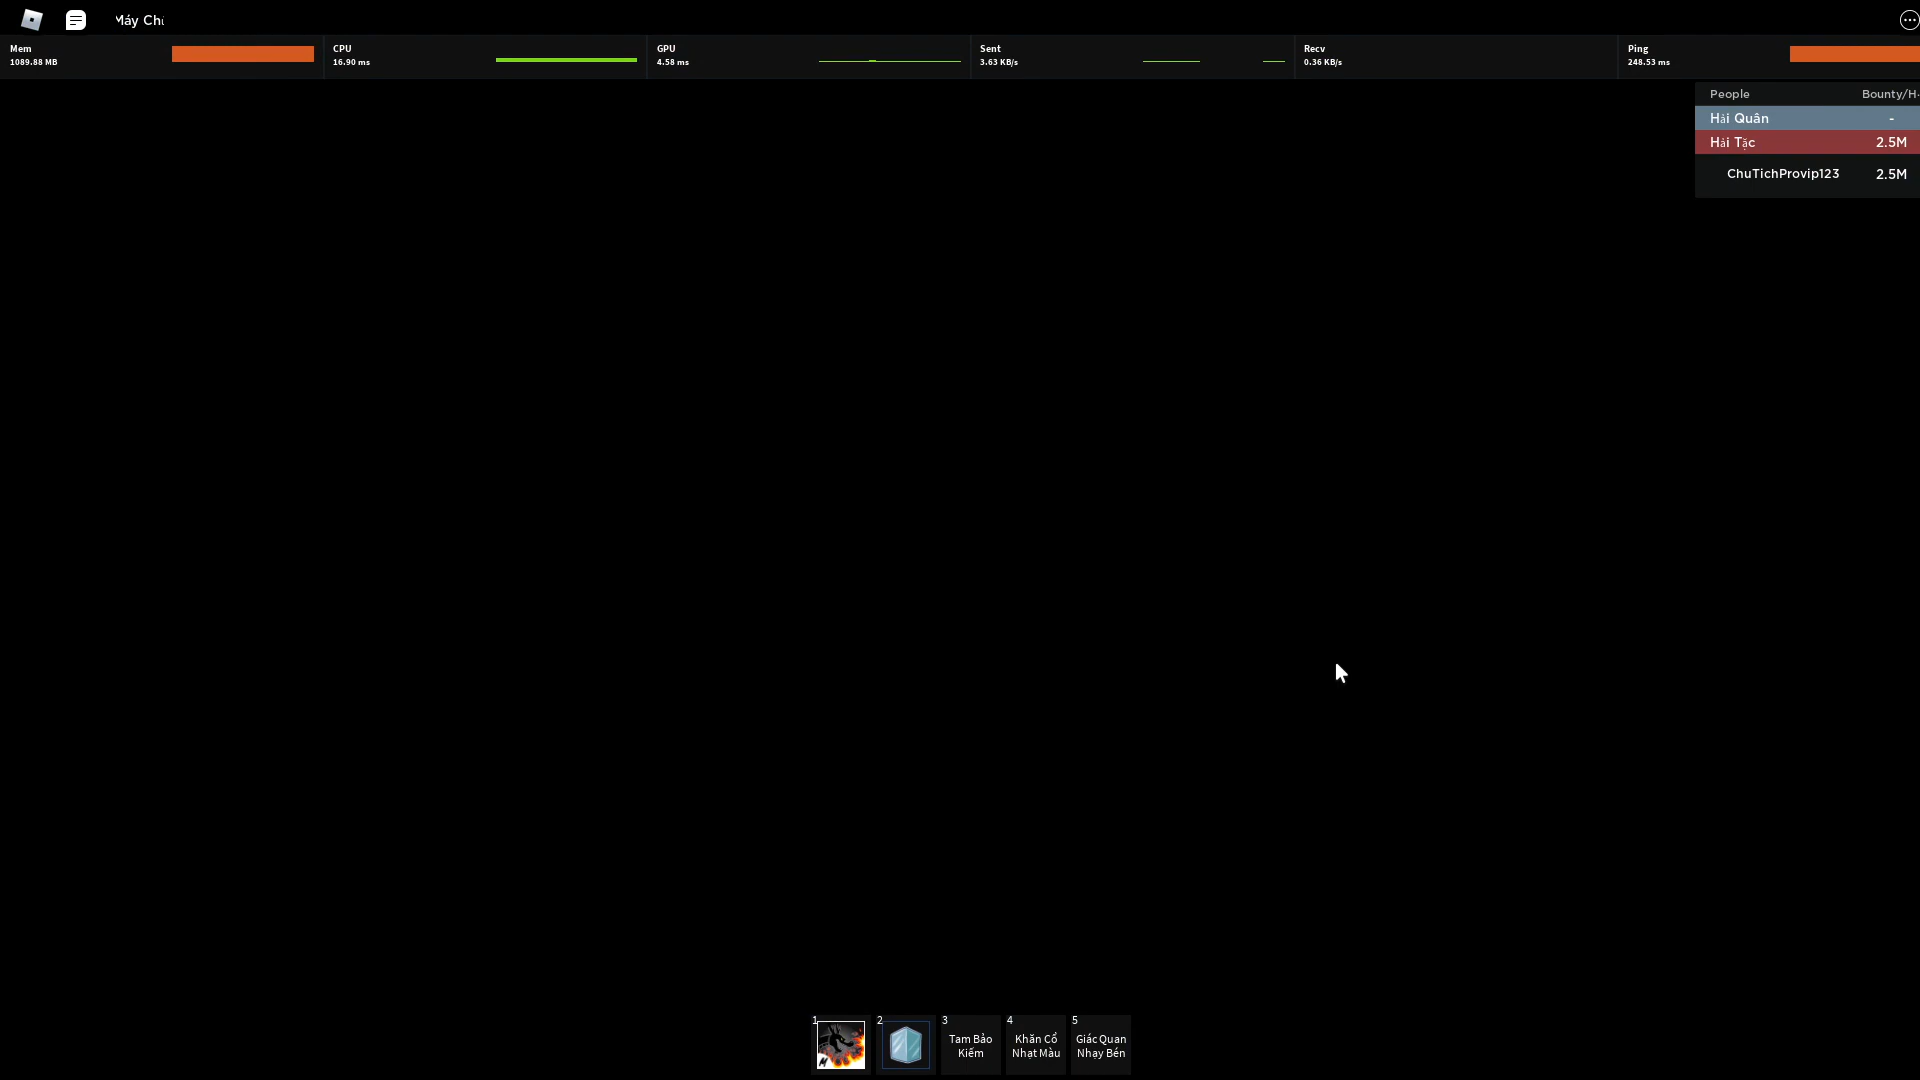 Máy Chủ
Mem
1089.88 MB
CPU
16.90 ms
GPU
4.58 ms
Sent
3.63 KB/s
Recv
0.36 KB/s
Ping
248.53 ms
People Bounty/H
Hải Quân -
Hải Tặc 2.5M
ChuTichProvip123 2.5M
1
2
3
Tam Bảo
Kiếm
4
Khăn Cổ
Nhạt Màu
5
Giác Quan
Nhạy Bén